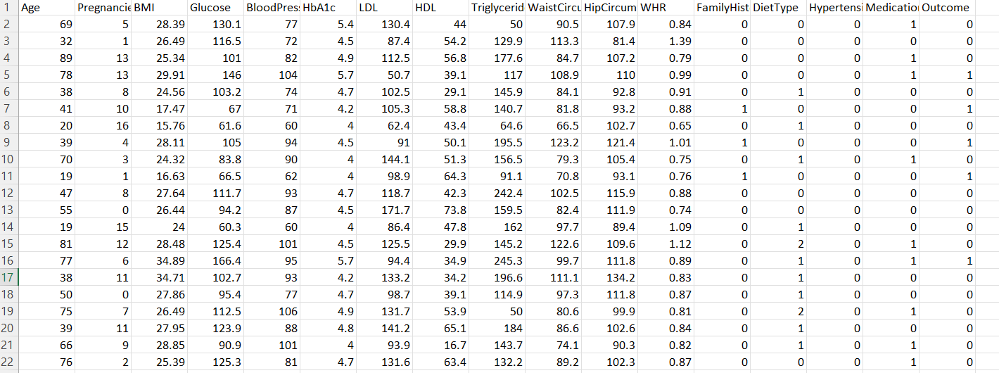 1 Age Pregnancie BMI Glucose BloodPres HbA1c LDL HDL Triglycerid WaistCircu HipCircum WHR FamilyHist DietType Hypertensi Medicatio Outcome
2 69 5 28.39 130.1 77 5.4 130.4 44 50 90.5 107.9 0.84 0 0 0 1 0
3 32 1 26.49 116.5 72 4.5 87.4 54.2 129.9 113.3 81.4 1.39 0 0 0 0 0
4 89 13 25.34 101 82 4.9 112.5 56.8 177.6 84.7 107.2 0.79 0 0 0 1 0
5 78 13 29.91 146 104 5.7 50.7 39.1 117 108.9 110 0.99 0 0 0 1 1
6 38 8 24.56 103.2 74 4.7 102.5 29.1 145.9 84.1 92.8 0.91 0 1 0 0 0
7 41 10 17.47 67 71 4.2 105.3 58.8 140.7 81.8 93.2 0.88 1 0 0 0 1
8 20 16 15.76 61.6 60 4 62.4 43.4 64.6 66.5 102.7 0.65 0 1 0 0 0
9 39 4 28.11 105 94 4.5 91 50.1 195.5 123.2 121.4 1.01 1 0 0 0 1
10 70 3 24.32 83.8 90 4 144.1 51.3 156.5 79.3 105.4 0.75 0 1 0 1 0
11 19 1 16.63 66.5 62 4 98.9 64.3 91.1 70.8 93.1 0.76 1 0 0 0 1
12 47 8 27.64 111.7 93 4.7 118.7 42.3 242.4 102.5 115.9 0.88 0 0 0 0 0
13 55 0 26.44 94.2 87 4.5 171.7 73.8 159.5 82.4 111.9 0.74 0 0 0 0 0
14 19 15 24 60.3 60 4 86.4 47.8 162 97.7 89.4 1.09 0 1 0 0 0
15 81 12 28.48 125.4 101 4.5 125.5 29.9 145.2 122.6 109.6 1.12 0 2 0 1 0
16 77 6 34.89 166.4 95 5.7 94.4 34.9 245.3 99.7 111.8 0.89 0 1 0 1 1
17 38 11 34.71 102.7 93 4.2 133.2 34.2 196.6 111.1 134.2 0.83 0 1 0 0 0
18 50 0 27.86 95.4 77 4.7 98.7 39.1 114.9 97.3 111.8 0.87 0 1 0 0 0
19 75 7 26.49 112.5 106 4.9 131.7 53.9 50 80.6 99.9 0.81 0 2 0 1 0
20 39 11 27.95 123.9 88 4.8 141.2 65.1 184 86.6 102.6 0.84 0 1 0 0 0
21 66 9 28.85 90.9 101 4 93.9 16.7 143.7 74.1 90.3 0.82 0 1 0 1 0
22 76 2 25.39 125.3 81 4.7 131.6 63.4 132.2 89.2 102.3 0.87 0 0 0 1 0